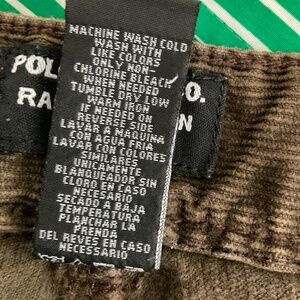 MACHINE WASH COLD
WASH WITH
LIKE COLORS
ONLY NON-
CHLORINE BLEACH
WHEN NEEDED
TUMBLE DRY LOW
WARM IRON
IF NEEDED ON
REVERSE SIDE
LAVAR A MAQUINA
CON AGUA FRIA
LAVAR CON COLORES
SIMILARES
UNICAMENTE
BLANQUEADOR SIN
CLORO EN CASO
NECESARIO
SECADO A BAJA
TEMPERATURA
PLANCHAR LA
PRENDA
DEL REVES EN CASO
NECESSARIO
POL O.
RA N